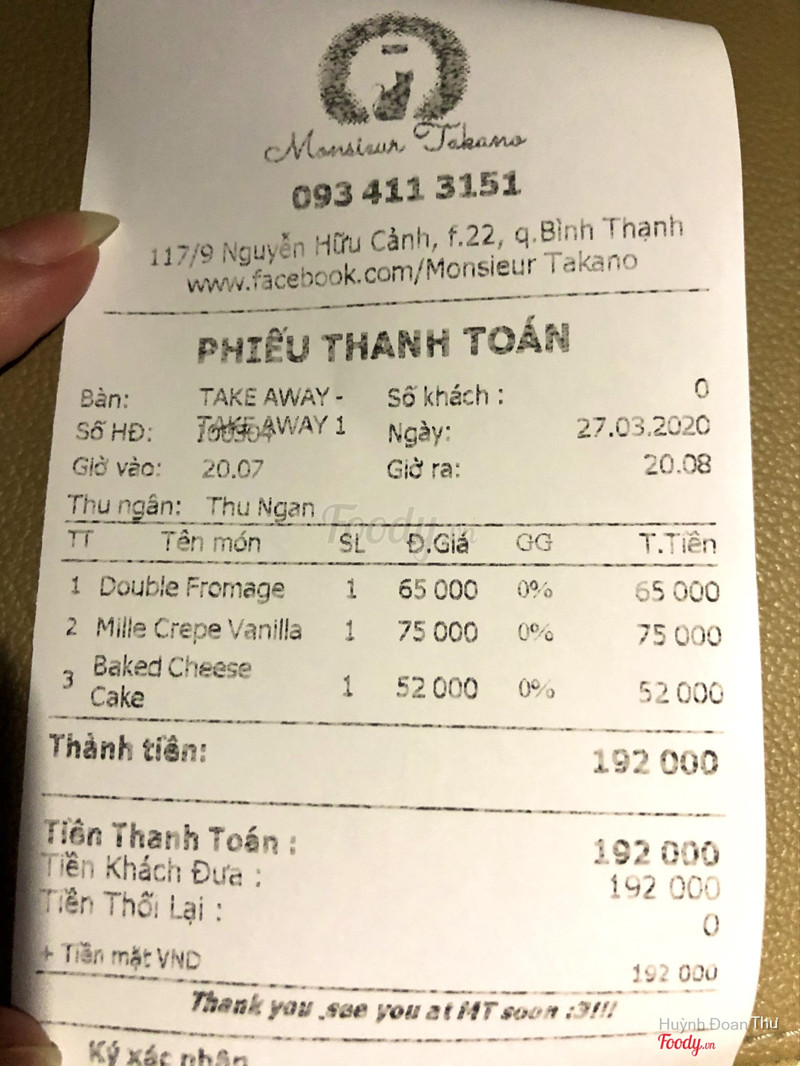 Monsieur Takano
093 411 3151
117/9 Nguyễn Hữu Cảnh, f.22, q.Bình Thạnh
www.facebook.com/Monsieur Takano
PHIẾU THANH TOÁN
Bàn: TAKE AWAY - Số khách : 0
TAKE AWAY 1
Số HĐ: Ngày: 27.03.2020
Giờ vào: 20.07 Giờ ra: 20.08
Thu ngân: Thu Ngan
Foody.vn
TT Tên món SL Đ.Giá GG T.Tiền
1 Double Fromage 1 65 000 0% 65 000
2 Mille Crepe Vanilla 1 75 000 0% 75 000
3 Baked Cheese Cake 1 52 000 0% 52 000
Thành tiền: 192 000
Tiền Thanh Toán : 192 000
Tiền Khách Đưa : 192 000
Tiền Thối Lại : 0
+ Tiền mặt VND 192 000
Thank you ,see you at MT soon :3!!!
Ký xác nhận
Huỳnh Đoan Thư
Foody.vn